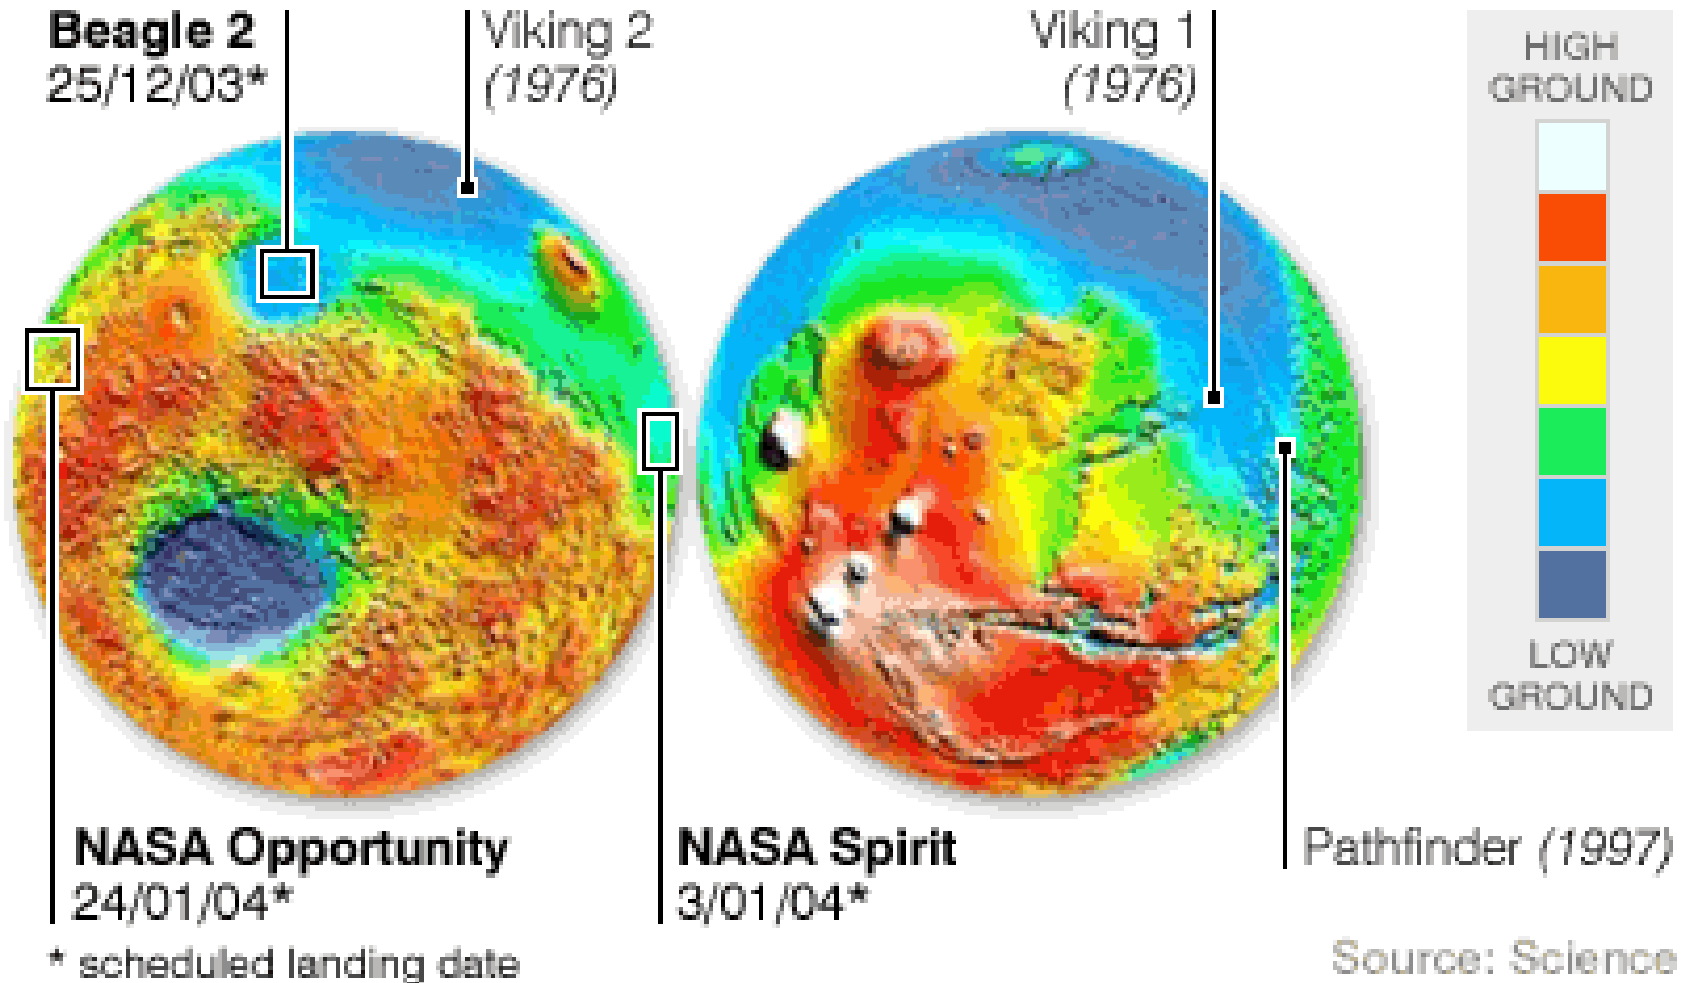 Beagle 2
25/12/03*
Viking 2
(1976)
Viking 1
(1976)
HIGH
GROUND
LOW
GROUND
NASA Opportunity
24/01/04*
NASA Spirit
3/01/04*
Pathfinder (1997)
* scheduled landing date
Source: Science